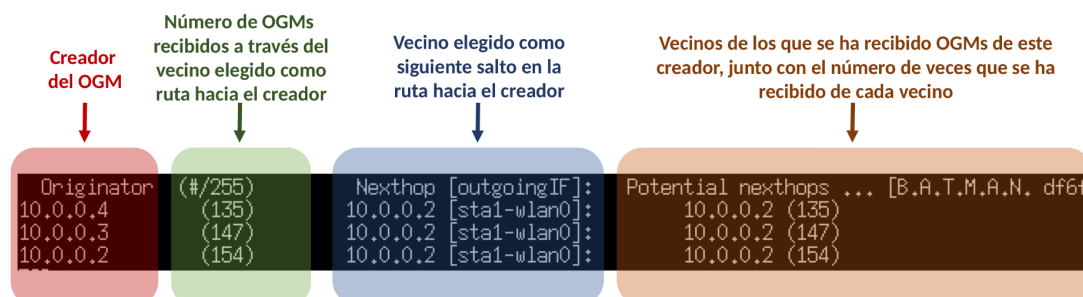 Creador
del OGM
Número de OGMs
recibidos a través del
vecino elegido como
ruta hacia el creador
Vecino elegido como
siguiente salto en la
ruta hacia el creador
Vecinos de los que se ha recibido OGMs de este
creador, junto con el número de veces que se ha
recibido de cada vecino
Originator (#/255) Nexthop [outgoingIF]: Potential nexthops ... [B.A.T.M.A.N.
10.0.0.4 (135) 10.0.0.2 [sta1-wlan0]: 10.0.0.2 (135)
10.0.0.3 (147) 10.0.0.2 [sta1-wlan0]: 10.0.0.2 (147)
10.0.0.2 (154) 10.0.0.2 [sta1-wlan0]: 10.0.0.2 (154)